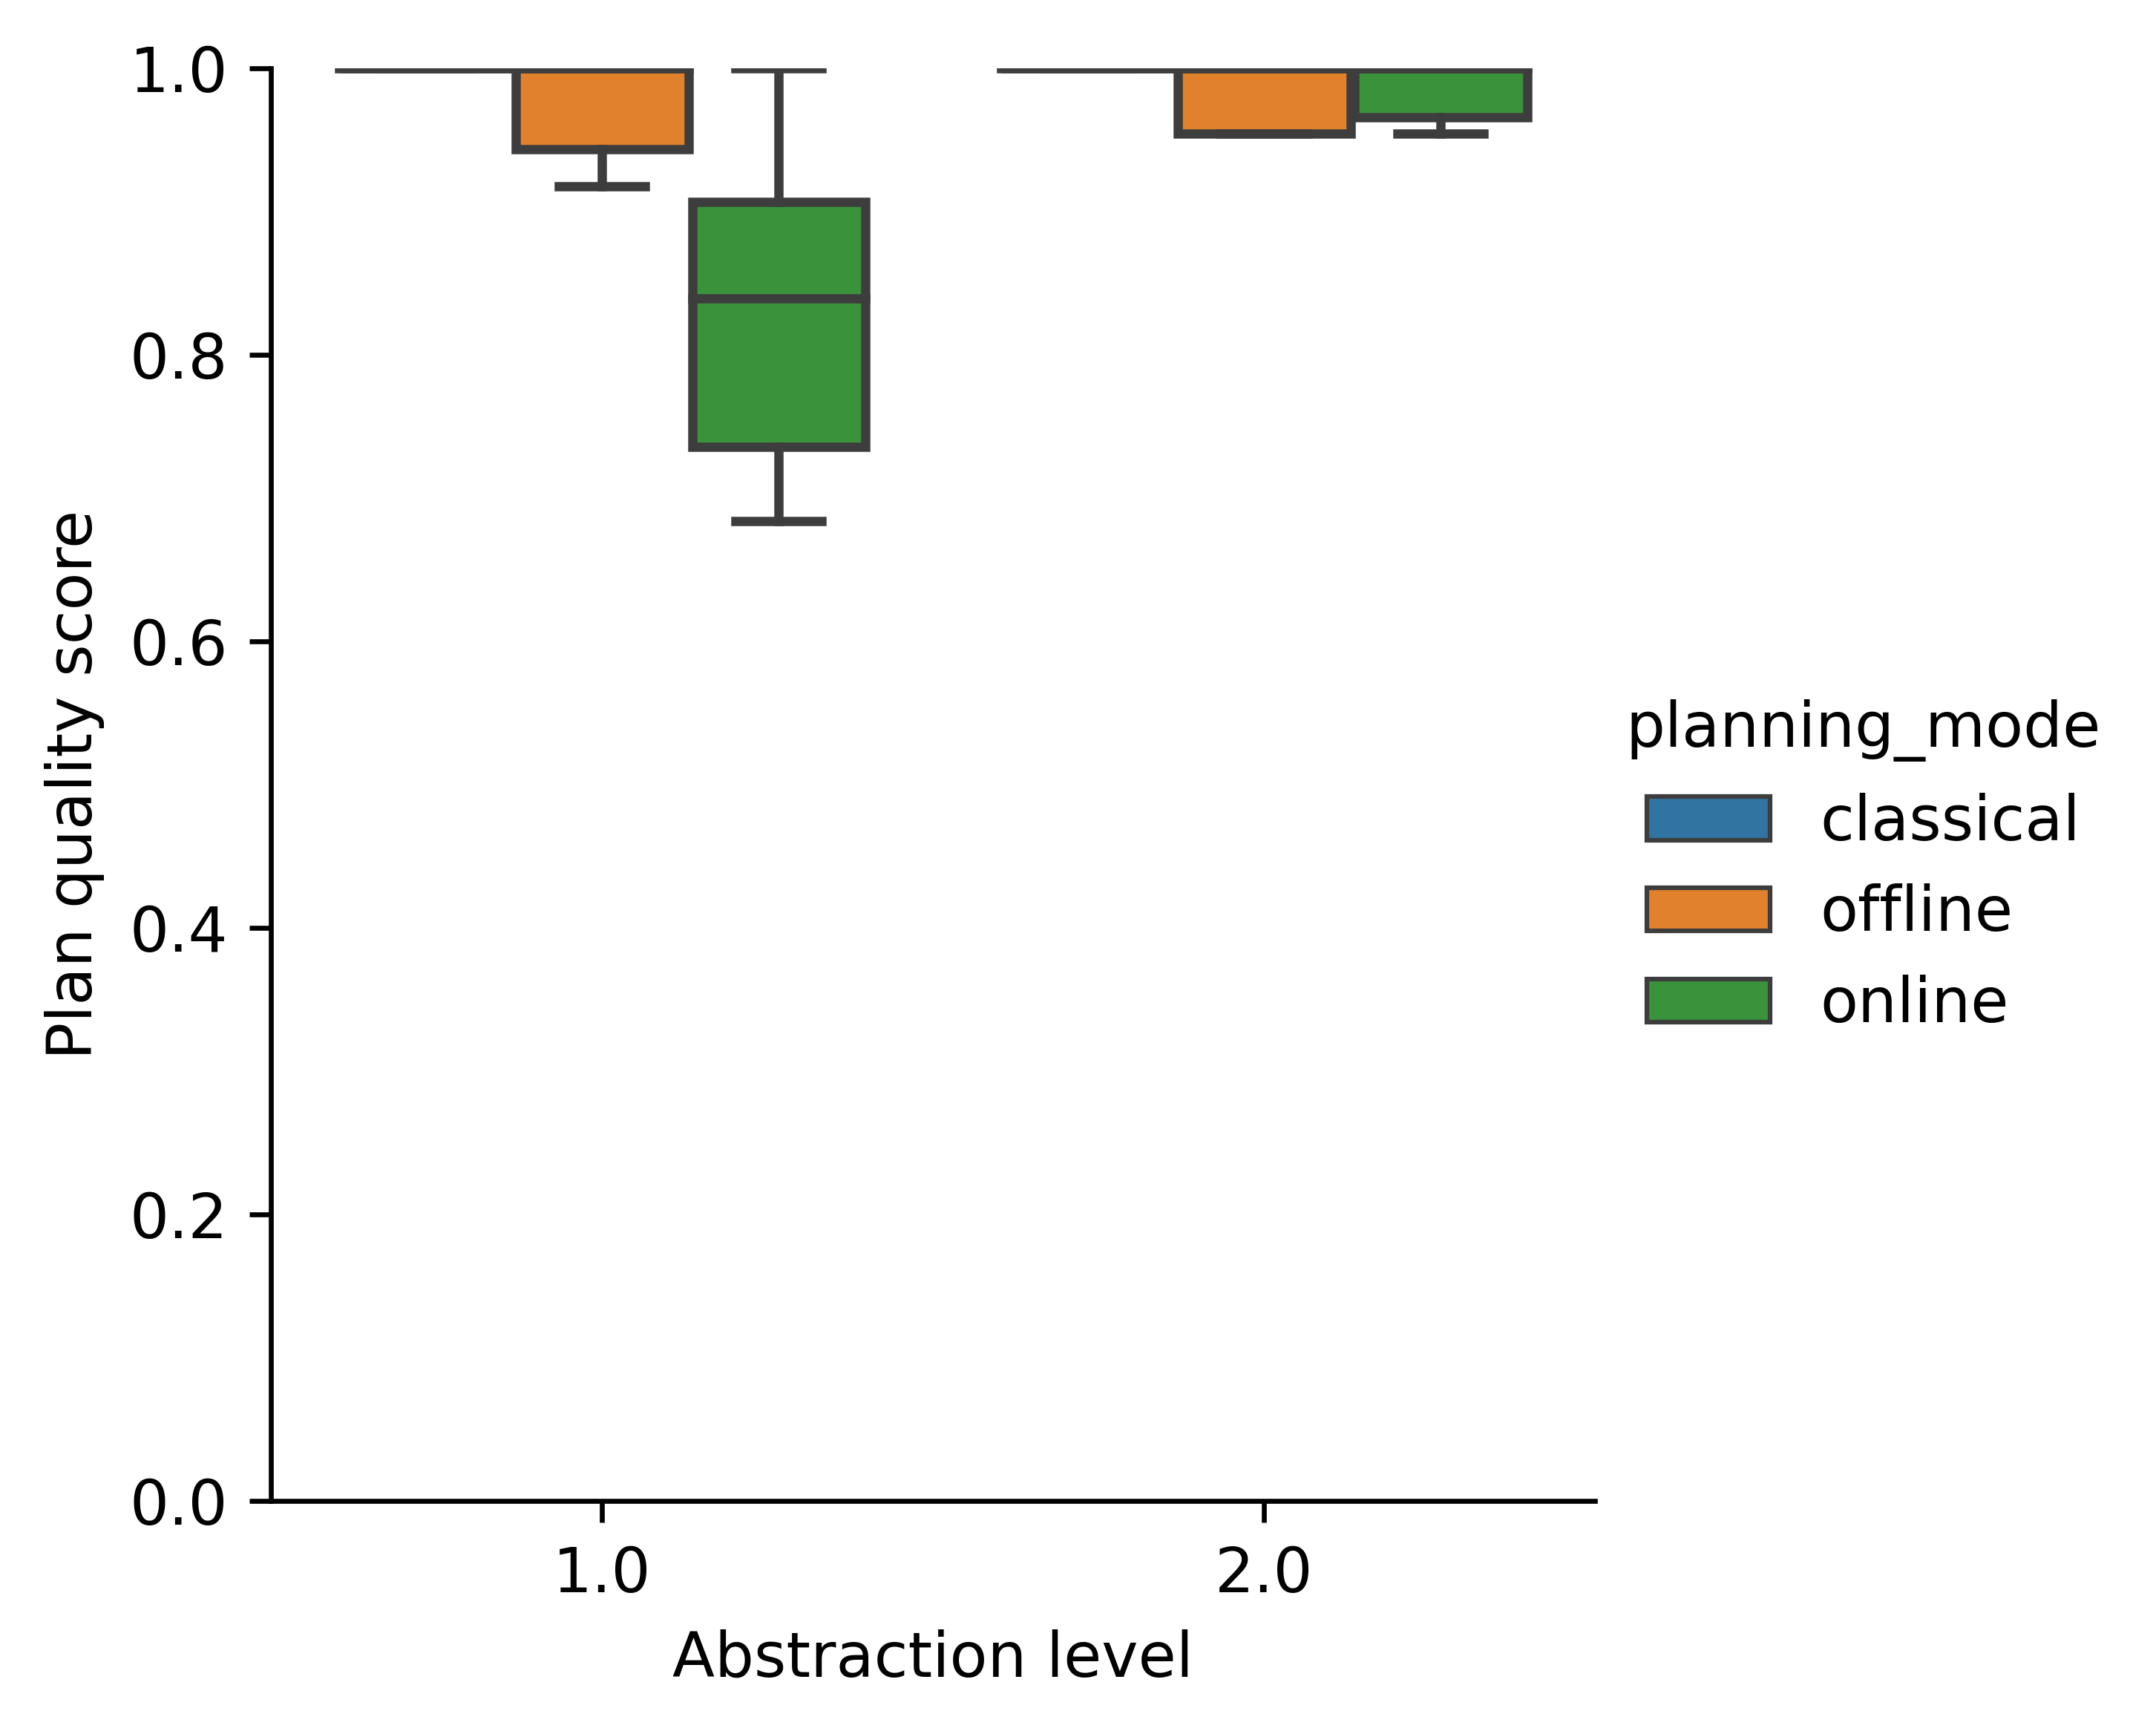 1.0
0.8
0.6
0.4
0.2
0.0
Plan quality score
1.0 2.0
Abstraction level
planning_mode
classical
offline
online